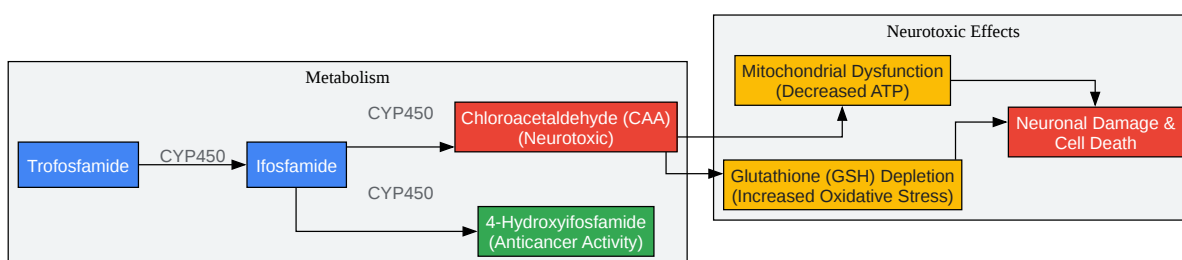 Neurotoxic Effects
Metabolism
Mitochondrial Dysfunction
(Decreased ATP)
CYP450
Chloroacetaldehyde (CAA)
(Neurotoxic)
Neuronal Damage &
Cell Death
Trofosfamide
CYP450
Ifosfamide
Glutathione (GSH) Depletion
(Increased Oxidative Stress)
CYP450
4-Hydroxyifosfamide
(Anticancer Activity)